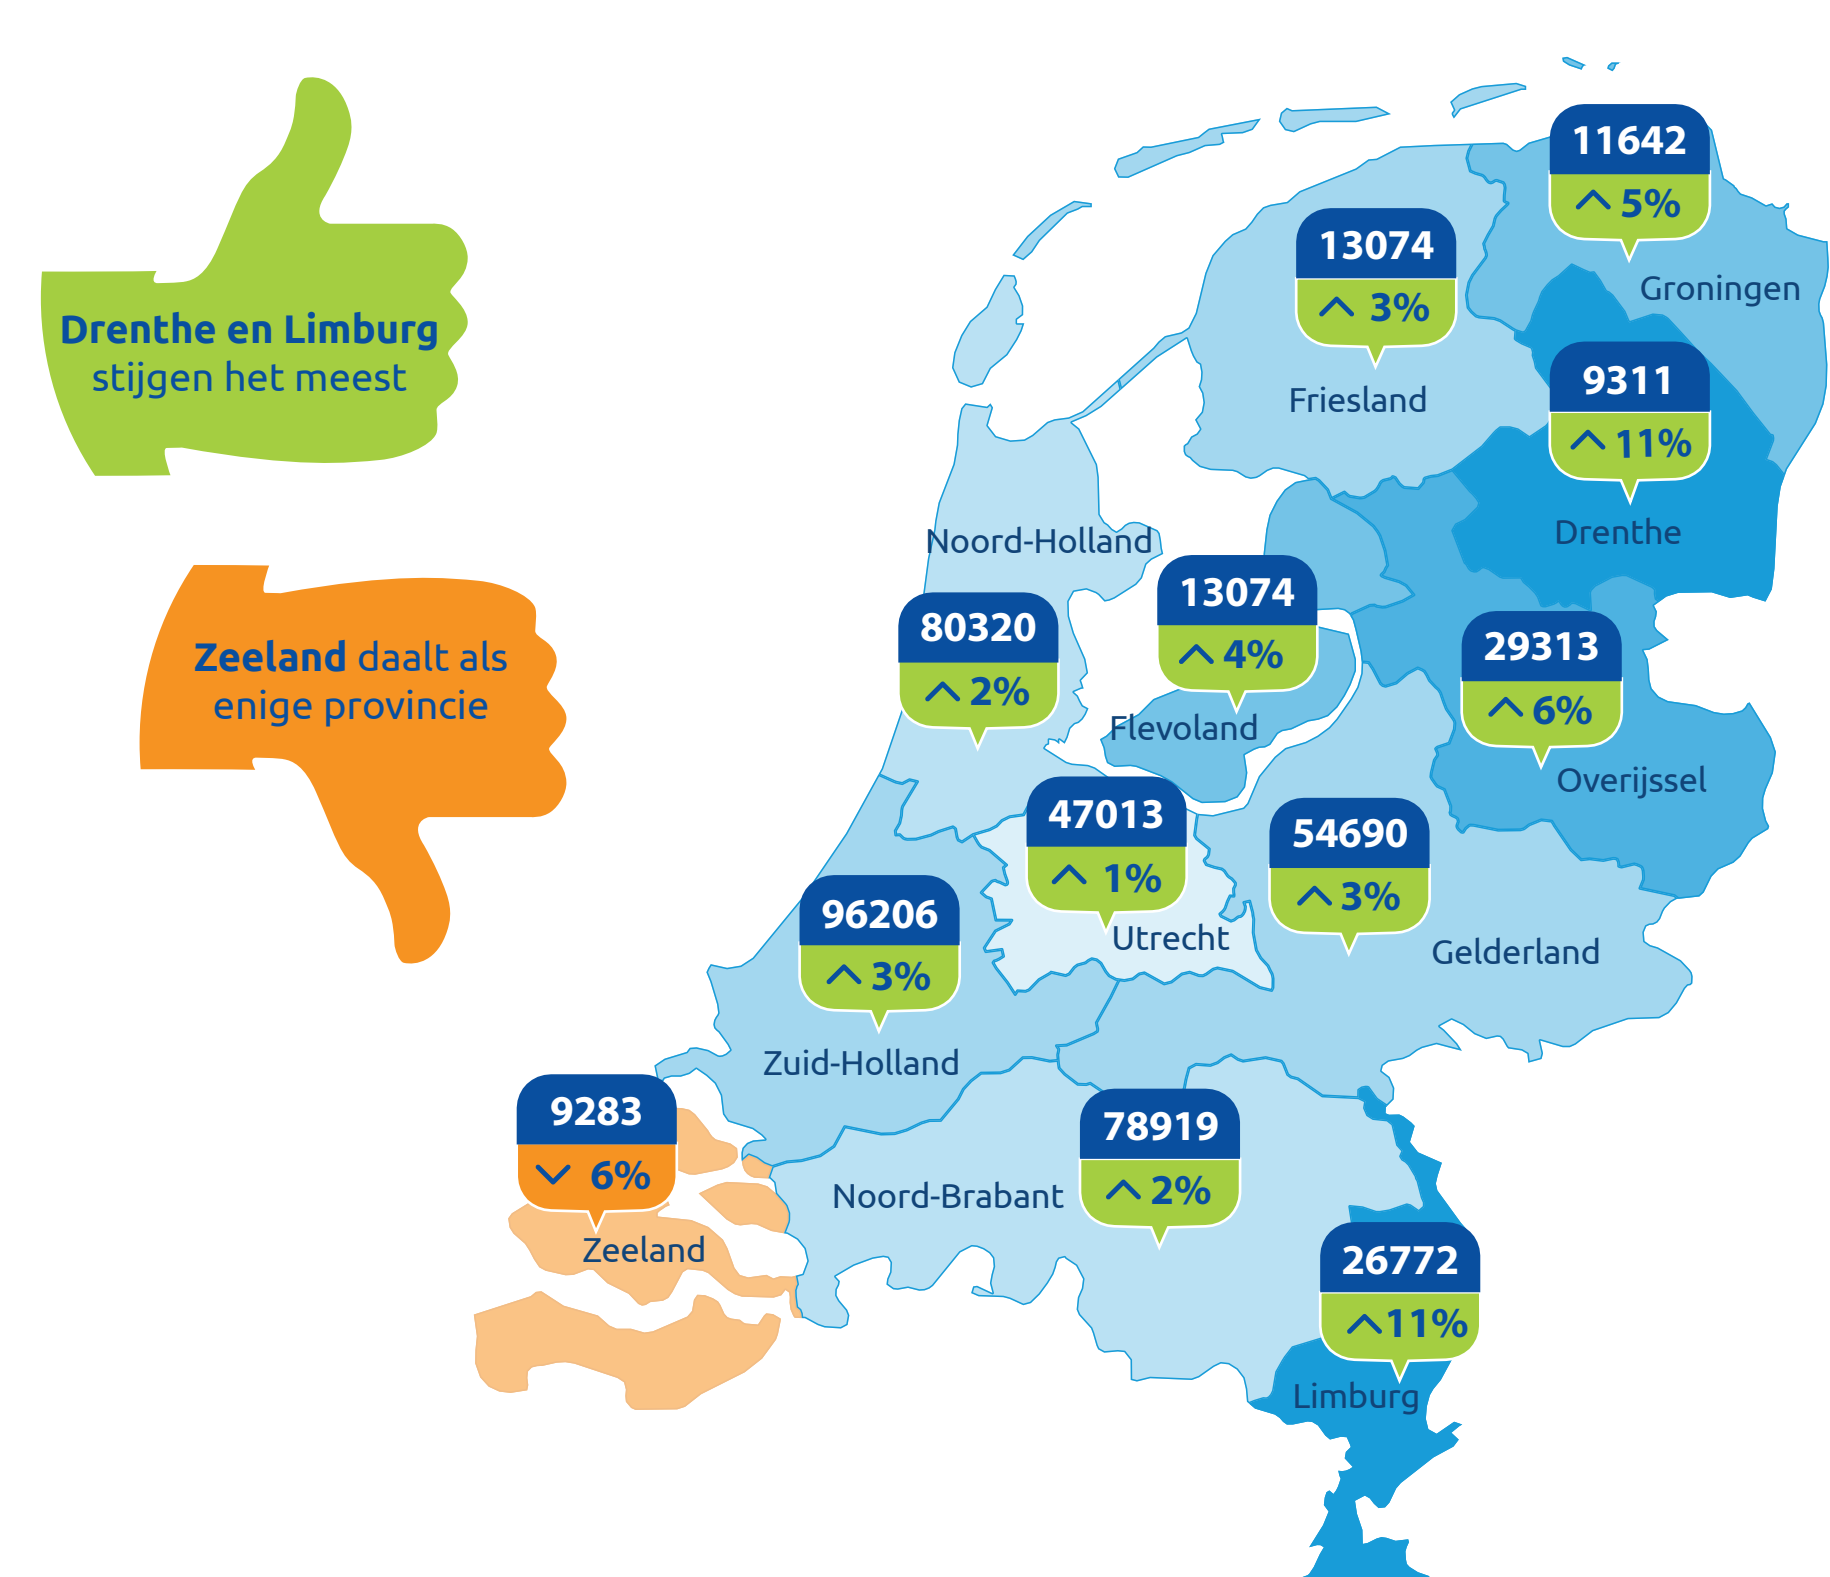 Drenthe en Limburg
stijgen het meest
Zeeland daalt als
enige provincie
11642
5%
Groningen
13074
3%
Friesland
9311
11%
Drenthe
Noord-Holland
80320
2%
13074
4%
Flevoland
29313
6%
Overijssel
47013
1%
Utrecht
54690
3%
Gelderland
96206
3%
Zuid-Holland
9283
6%
Zeeland
78919
2%
Noord-Brabant
26772
11%
Limburg